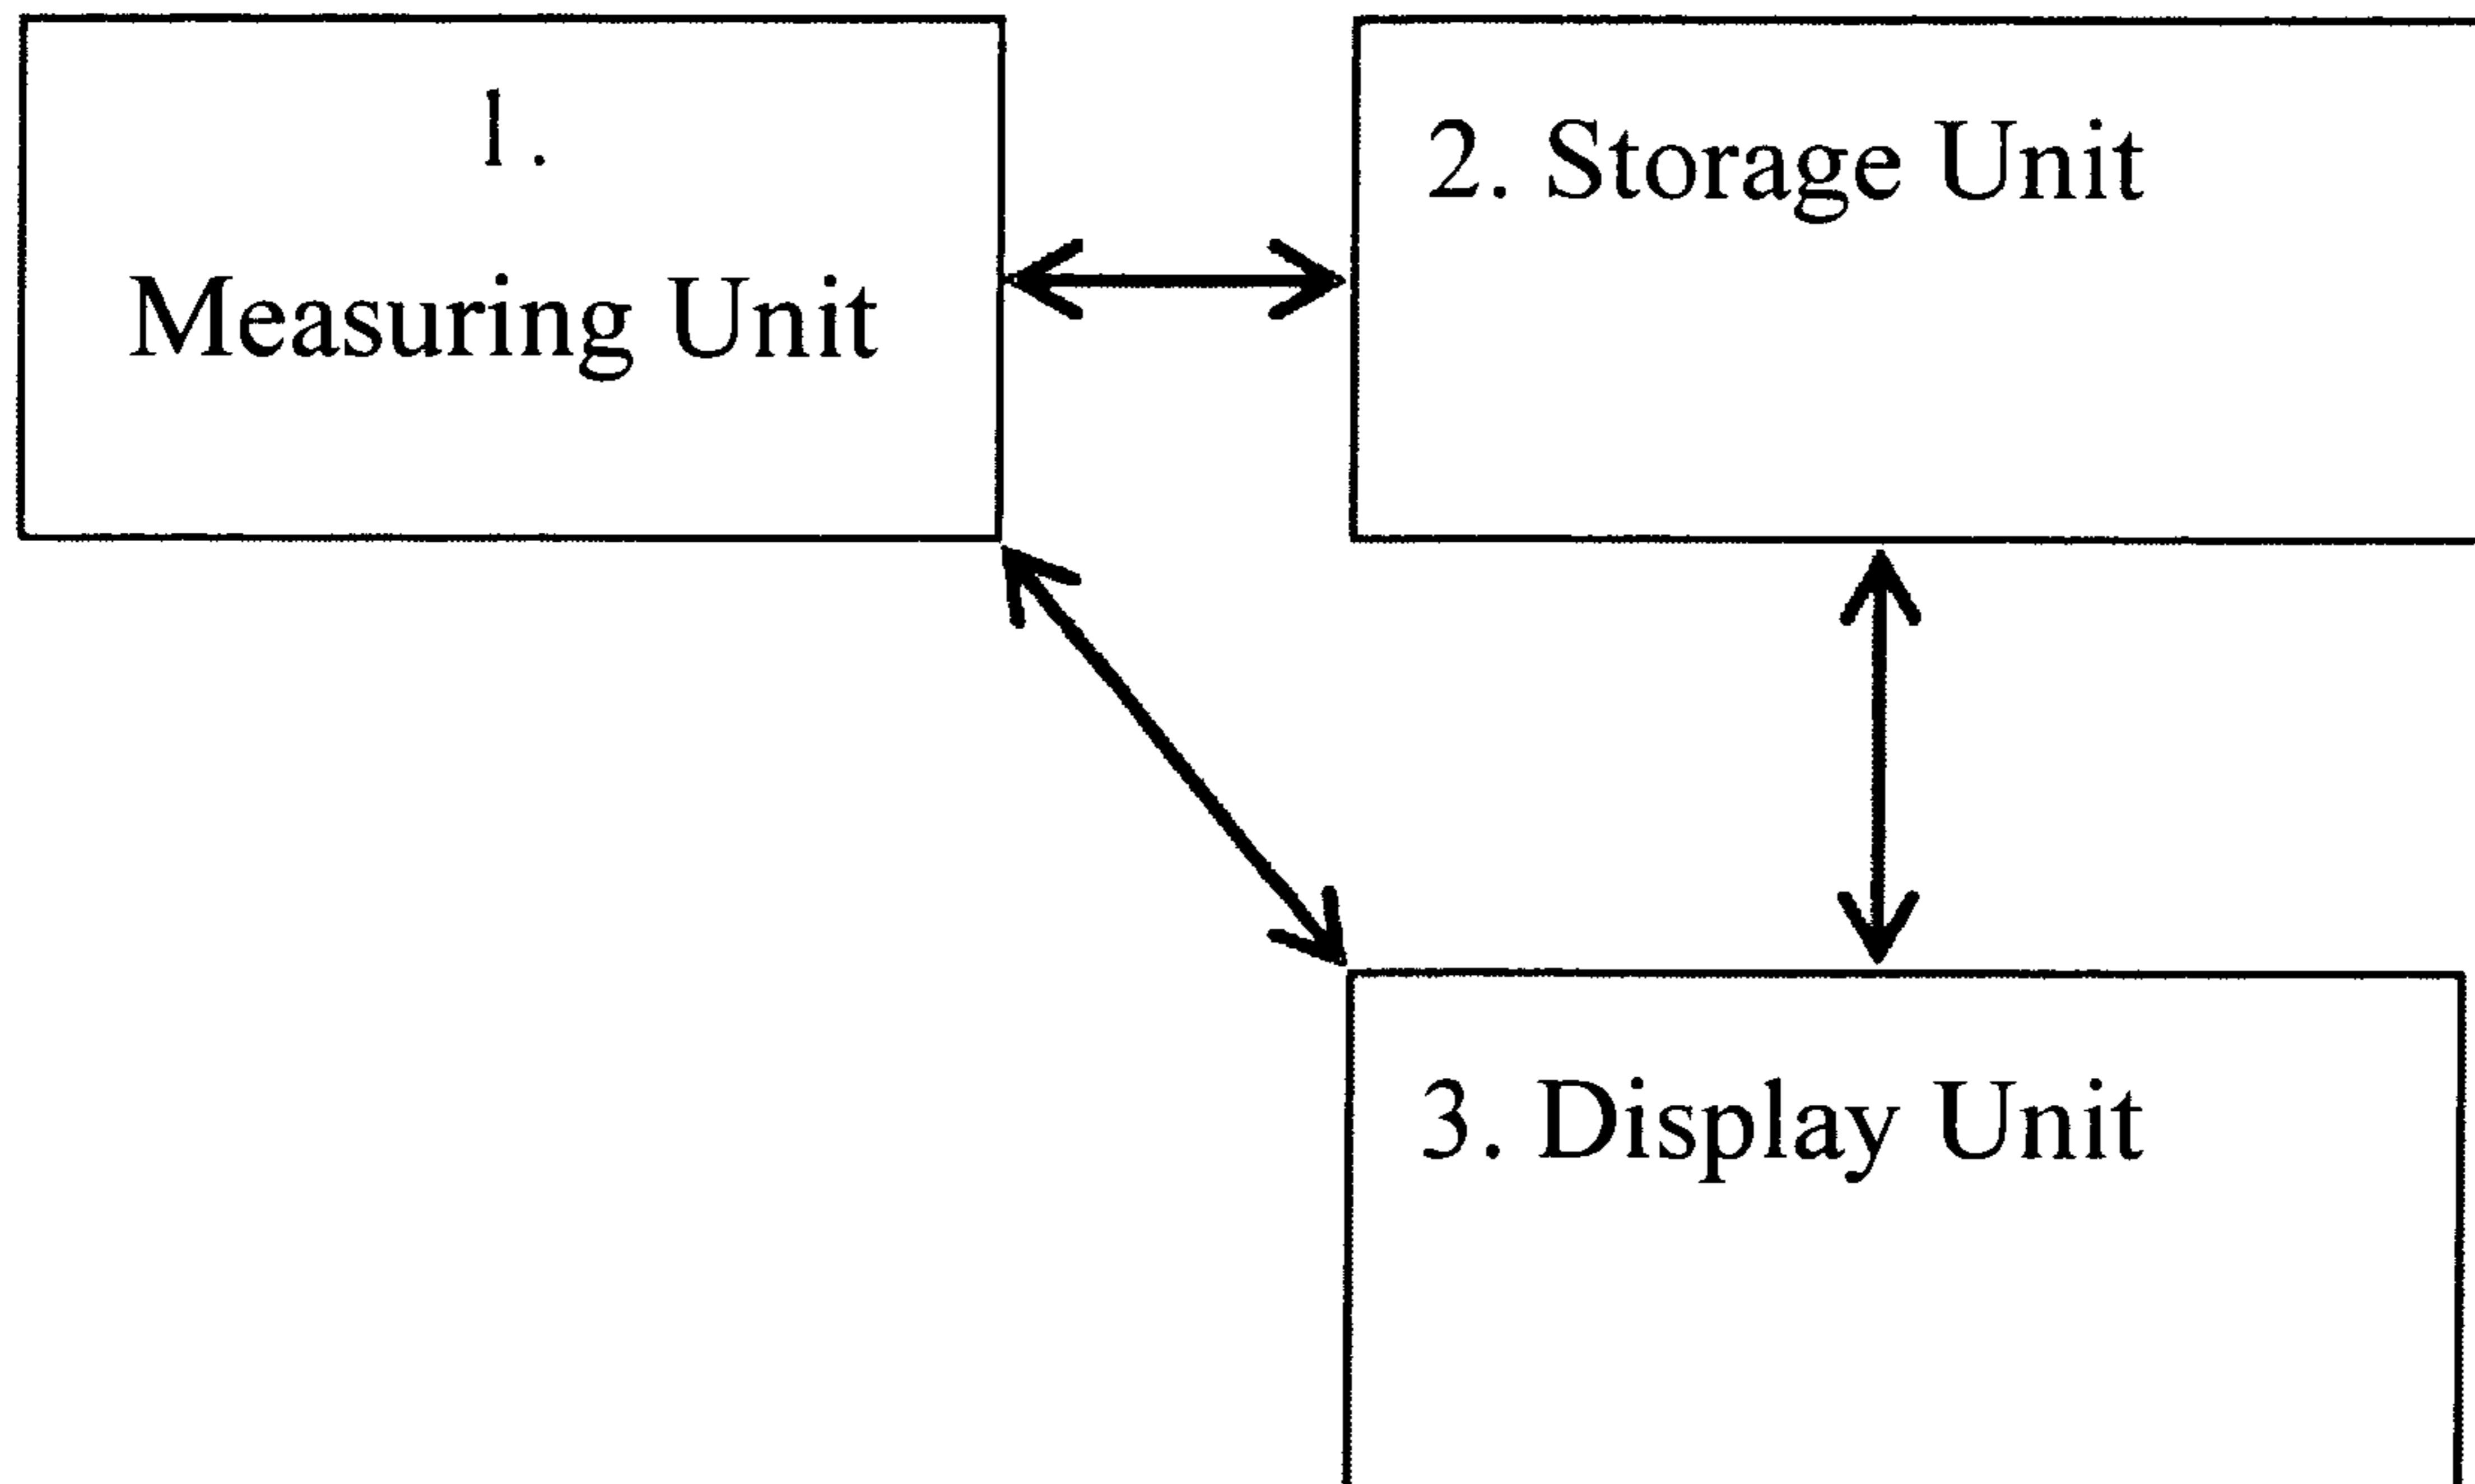 1.
Measuring Unit
2. Storage Unit
3. Display Unit